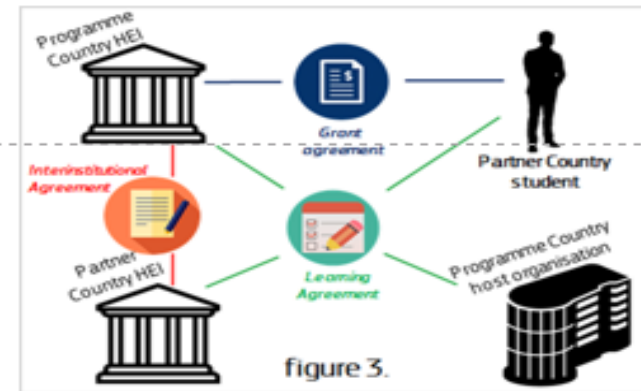 Programme
Country HEI
Grant
agreement
Partner Country
student
Interinstitutional
Agreement
Partner
Country HEI
Learning
Agreement
Programme Country
host organisation
figure 3.